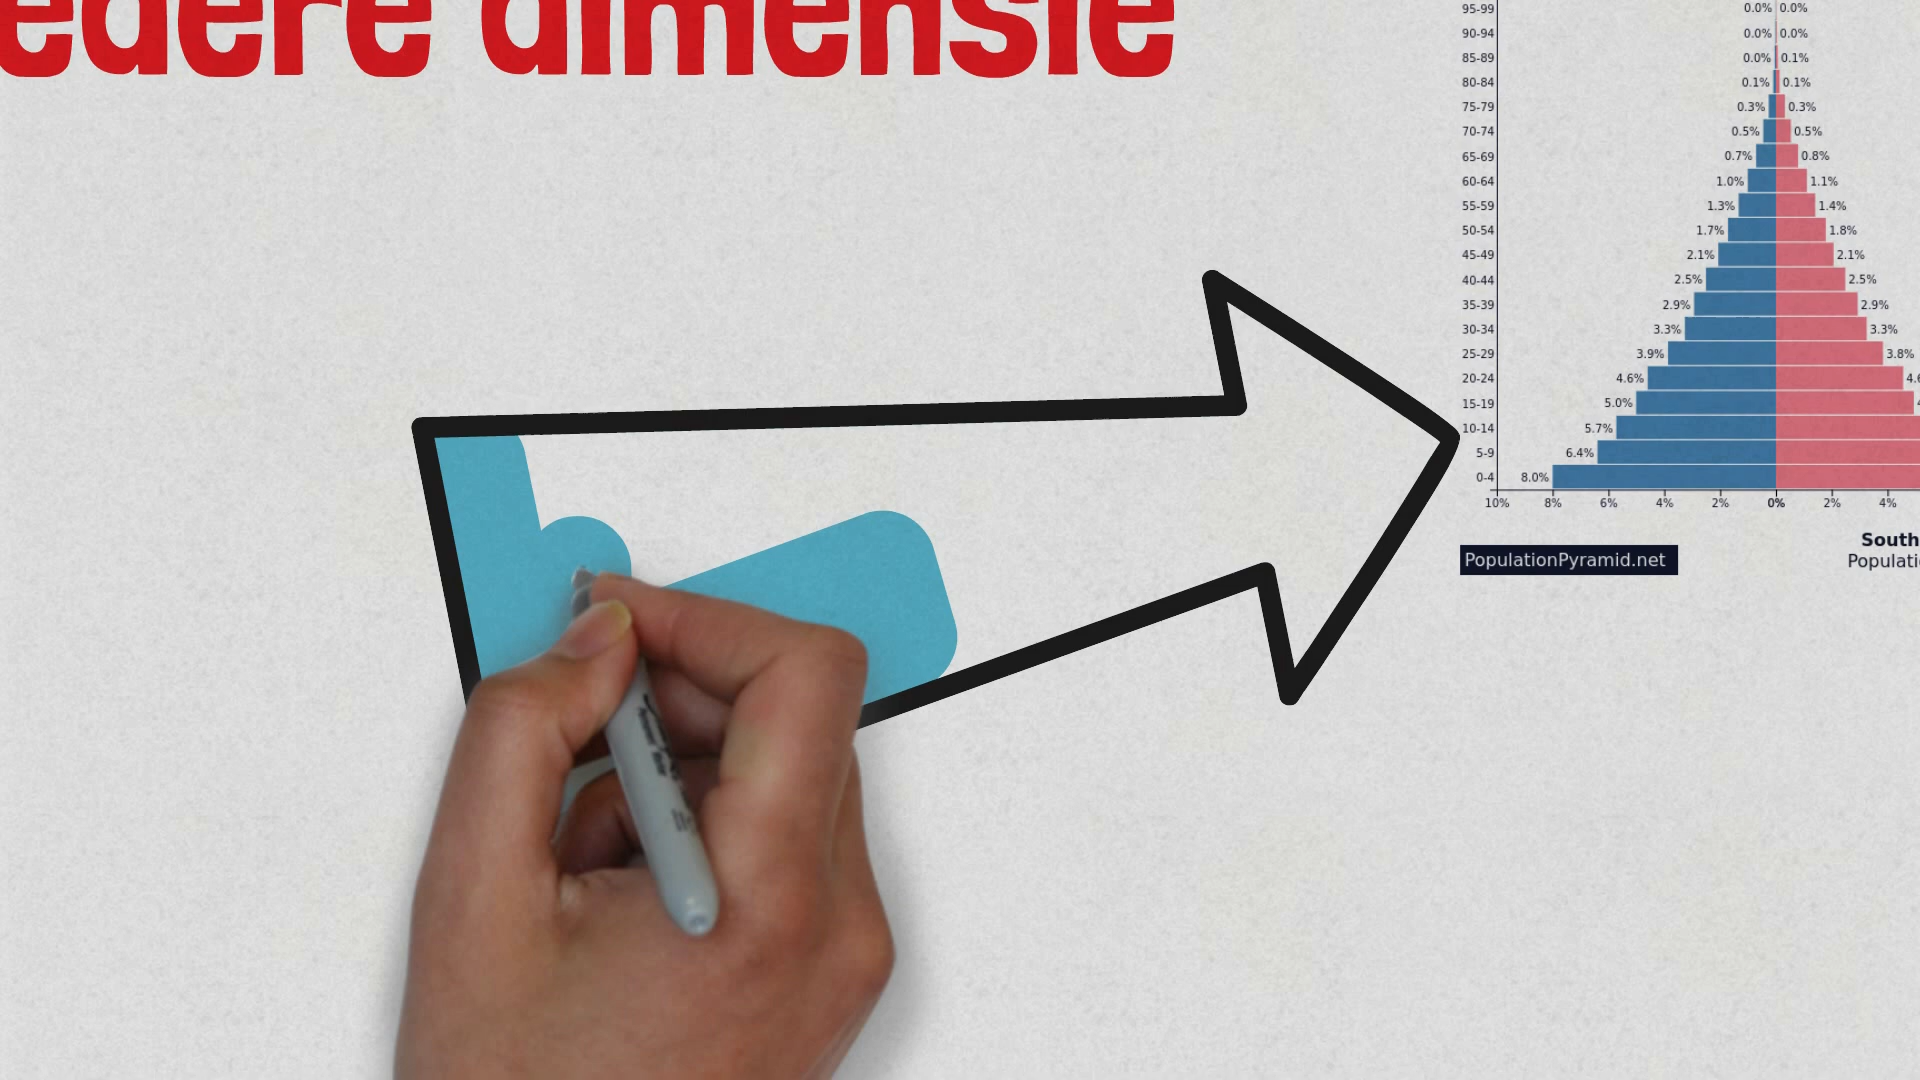 edere dimensie
95-99 0.0% 0.0%
90-94 0.0% 0.0%
85-89 0.0% 0.1%
80-84 0.1% 0.1%
75-79 0.3% 0.3%
70-74 0.5% 0.5%
65-69 0.7% 0.8%
60-64 1.0% 1.1%
55-59 1.3% 1.4%
50-54 1.7% 1.8%
45-49 2.1% 2.1%
40-44 2.5% 2.5%
35-39 2.9% 2.9%
30-34 3.3% 3.3%
25-29 3.9% 3.8%
20-24 4.6% 4.6
15-19 5.0% 4
10-14 5.7%
5-9 6.4%
0-4 8.0%
10% 8% 6% 4% 2% 0% 2% 4%
PopulationPyramid.net
South
Populati